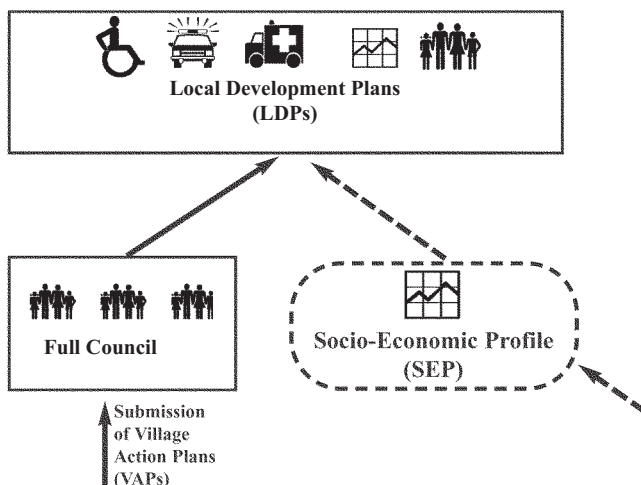 Local Development Plans
(LDPs)
Full Council
Socio-Economic Profile
(SEP)
Submission
of Village
Action Plans
(VAPs)